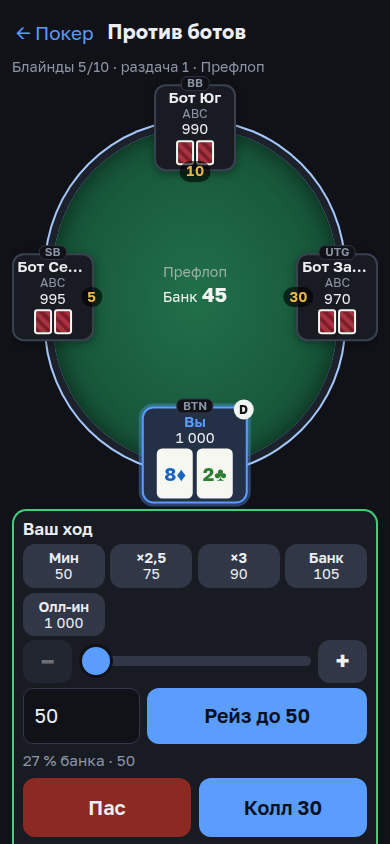 ← Покер Против ботов
Блайнды 5/10 · раздача 1 · Префлоп
BB
Бот Юг
ABC
990
10
SB
Бот Се...
ABC
995
5
UTG
Бот За...
ABC
970
30
Префлоп
Банк 45
BTN
D
Вы
1 000
8♦ 2♣
Ваш ход
Мин
50
×2,5
75
×3
90
Банк
105
Олл-ин
1 000
− +
50
Рейз до 50
27 % банка · 50
Пас
Колл 30